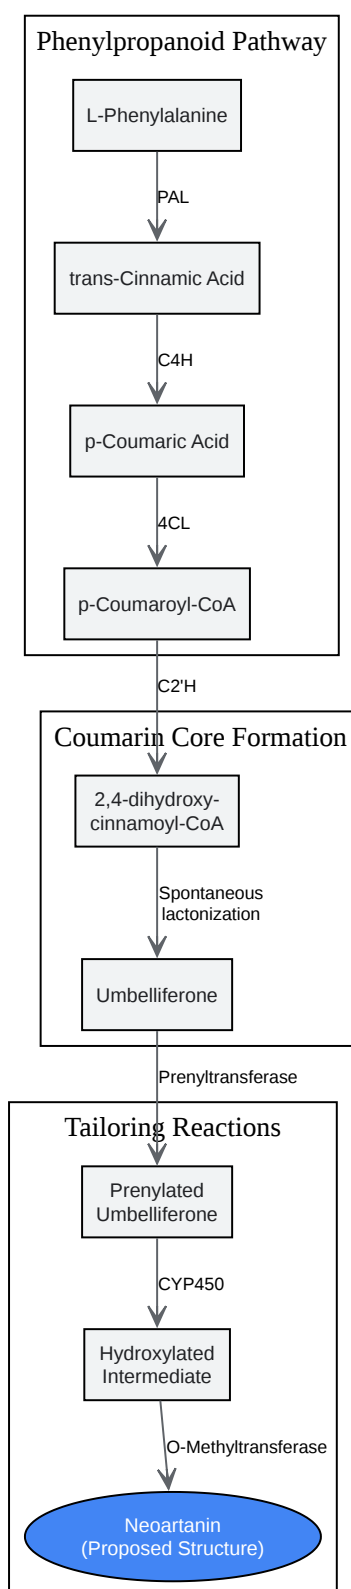 Phenylpropanoid Pathway
L-Phenylalanine
PAL
trans-Cinnamic Acid
C4H
p-Coumaric Acid
4CL
p-Coumaroyl-CoA
C2'H
Coumarin Core Formation
2,4-dihydroxy-
cinnamoyl-CoA
Spontaneous
lactonization
Umbelliferone
Prenyltransferase
Tailoring Reactions
Prenylated
Umbelliferone
CYP450
Hydroxylated
Intermediate
O-Methyltransferase
Neoartanin
(Proposed Structure)